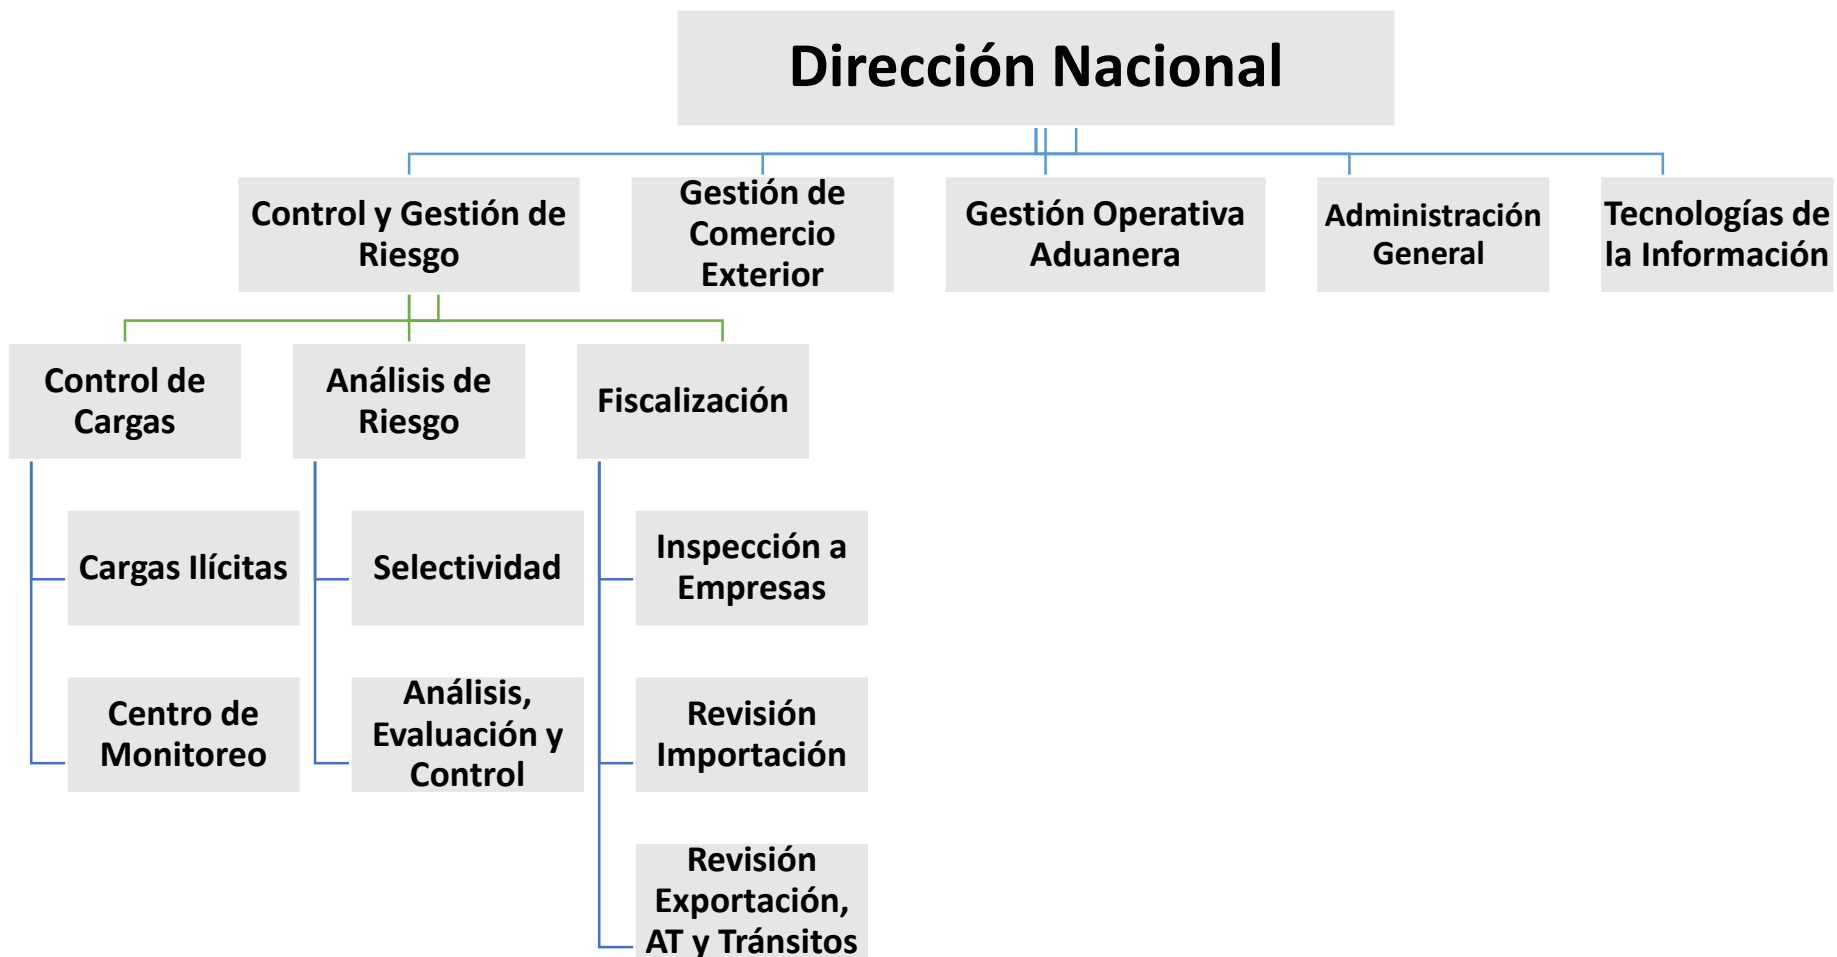 Dirección Nacional
Control y Gestión de
Riesgo
Gestión de
Comercio
Exterior
Gestión Operativa
Aduanera
Administración
General
Tecnologías de
la Información
Control de
Cargas
Análisis de
Riesgo
Fiscalización
Cargas Ilícitas
Selectividad
Inspección a
Empresas
Centro de
Monitoreo
Análisis,
Evaluación y
Control
Revisión
Importación
Revisión
Exportación,
AT y Tránsitos